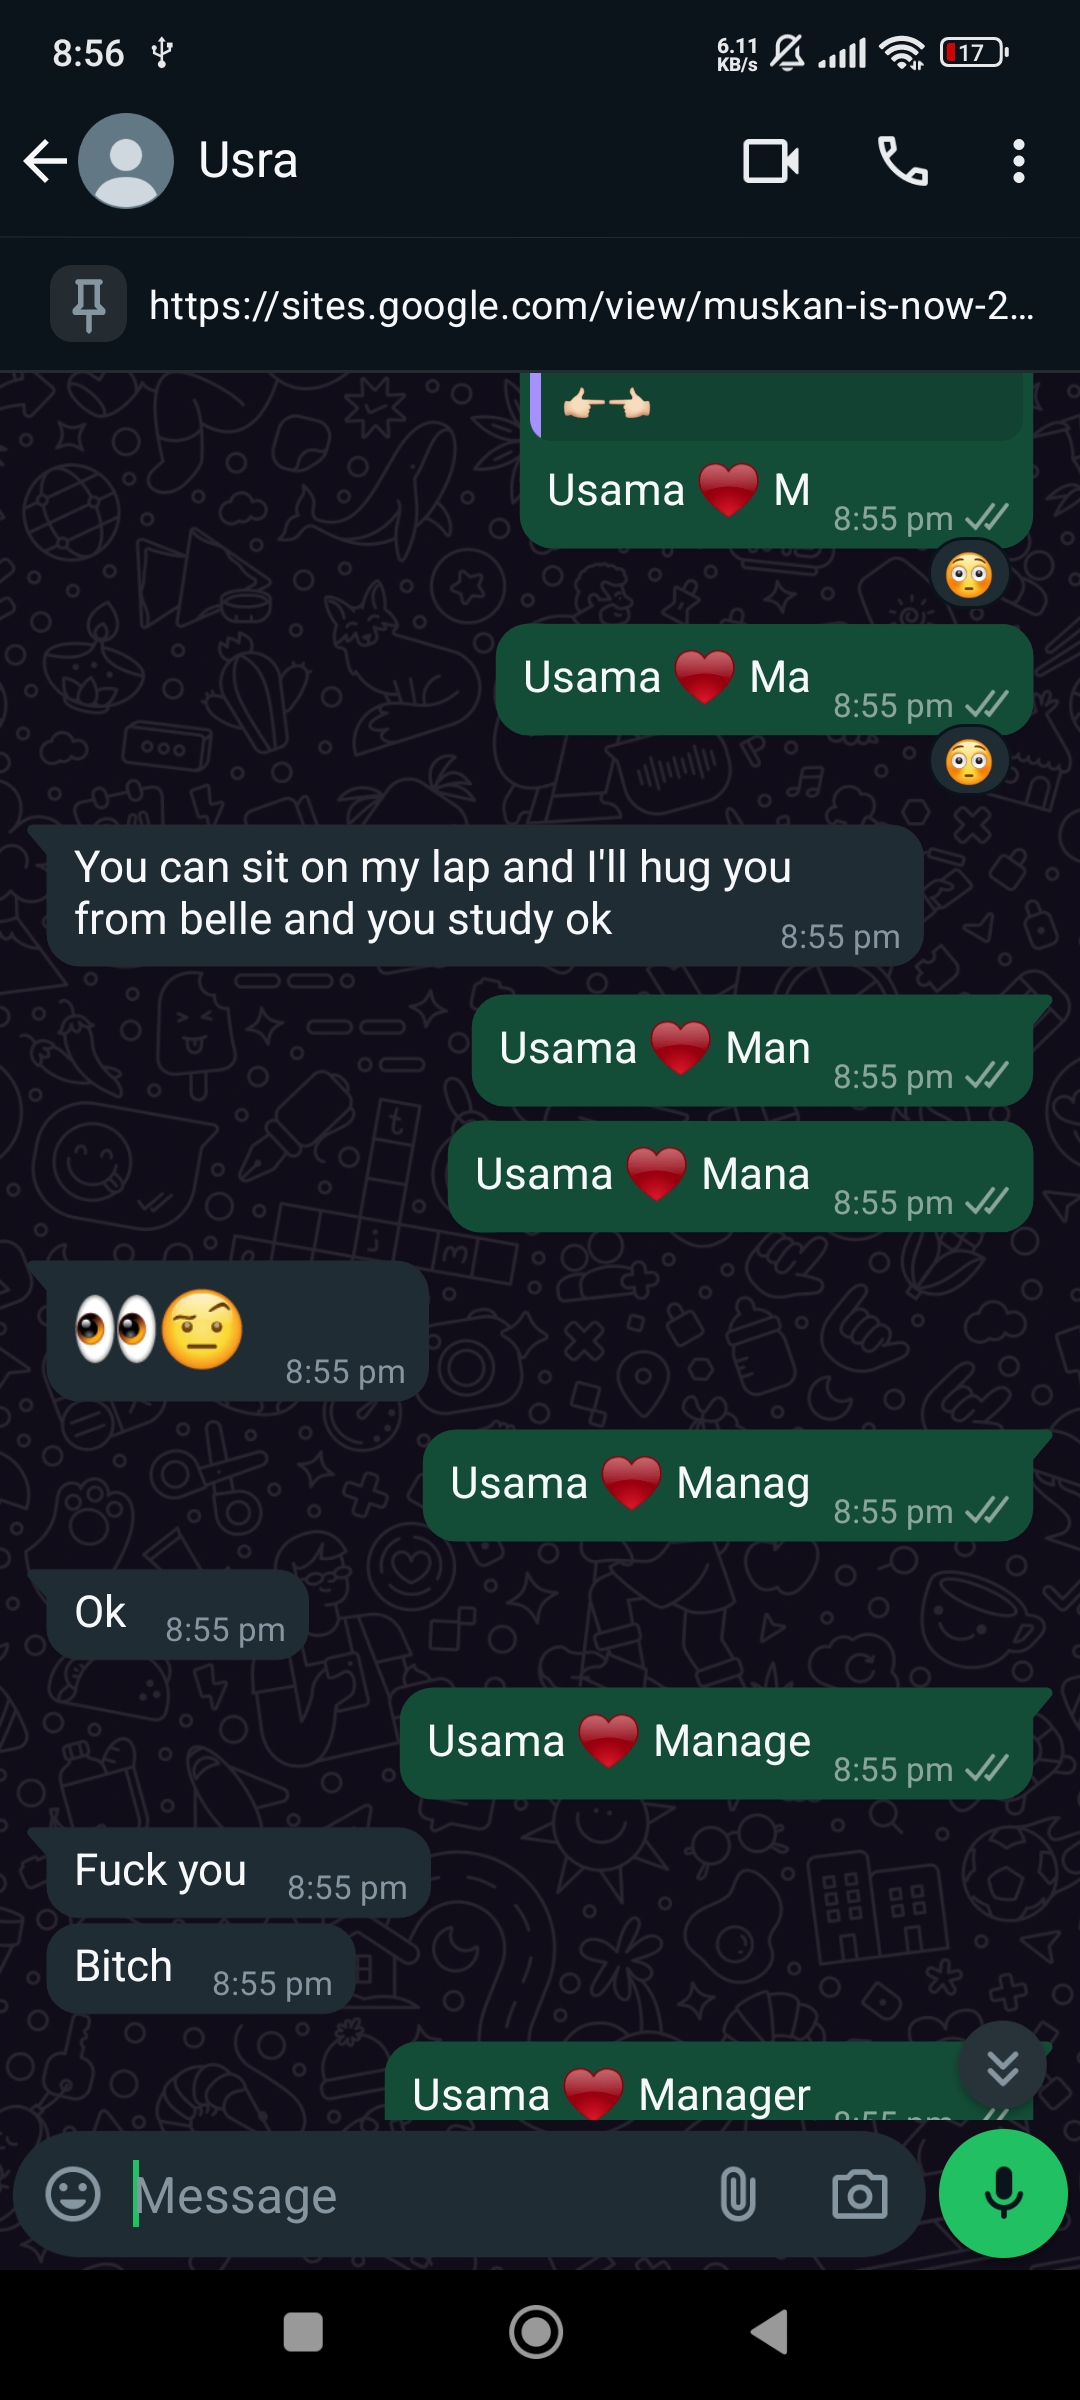 8:56
6.11
KB/s
17
Usra
https://sites.google.com/view/muskan-is-now-2...
👉🏻👈🏻
Usama ❤️ M
8:55 pm
😳
Usama ❤️ Ma
8:55 pm
😳
You can sit on my lap and I'll hug you
from belle and you study ok
8:55 pm
Usama ❤️ Man
8:55 pm
Usama ❤️ Mana
8:55 pm
👀🤨
8:55 pm
Usama ❤️ Manag
8:55 pm
Ok
8:55 pm
Usama ❤️ Manage
8:55 pm
Fuck you
8:55 pm
Bitch
8:55 pm
Usama ❤️ Manager
8:55 pm
Message